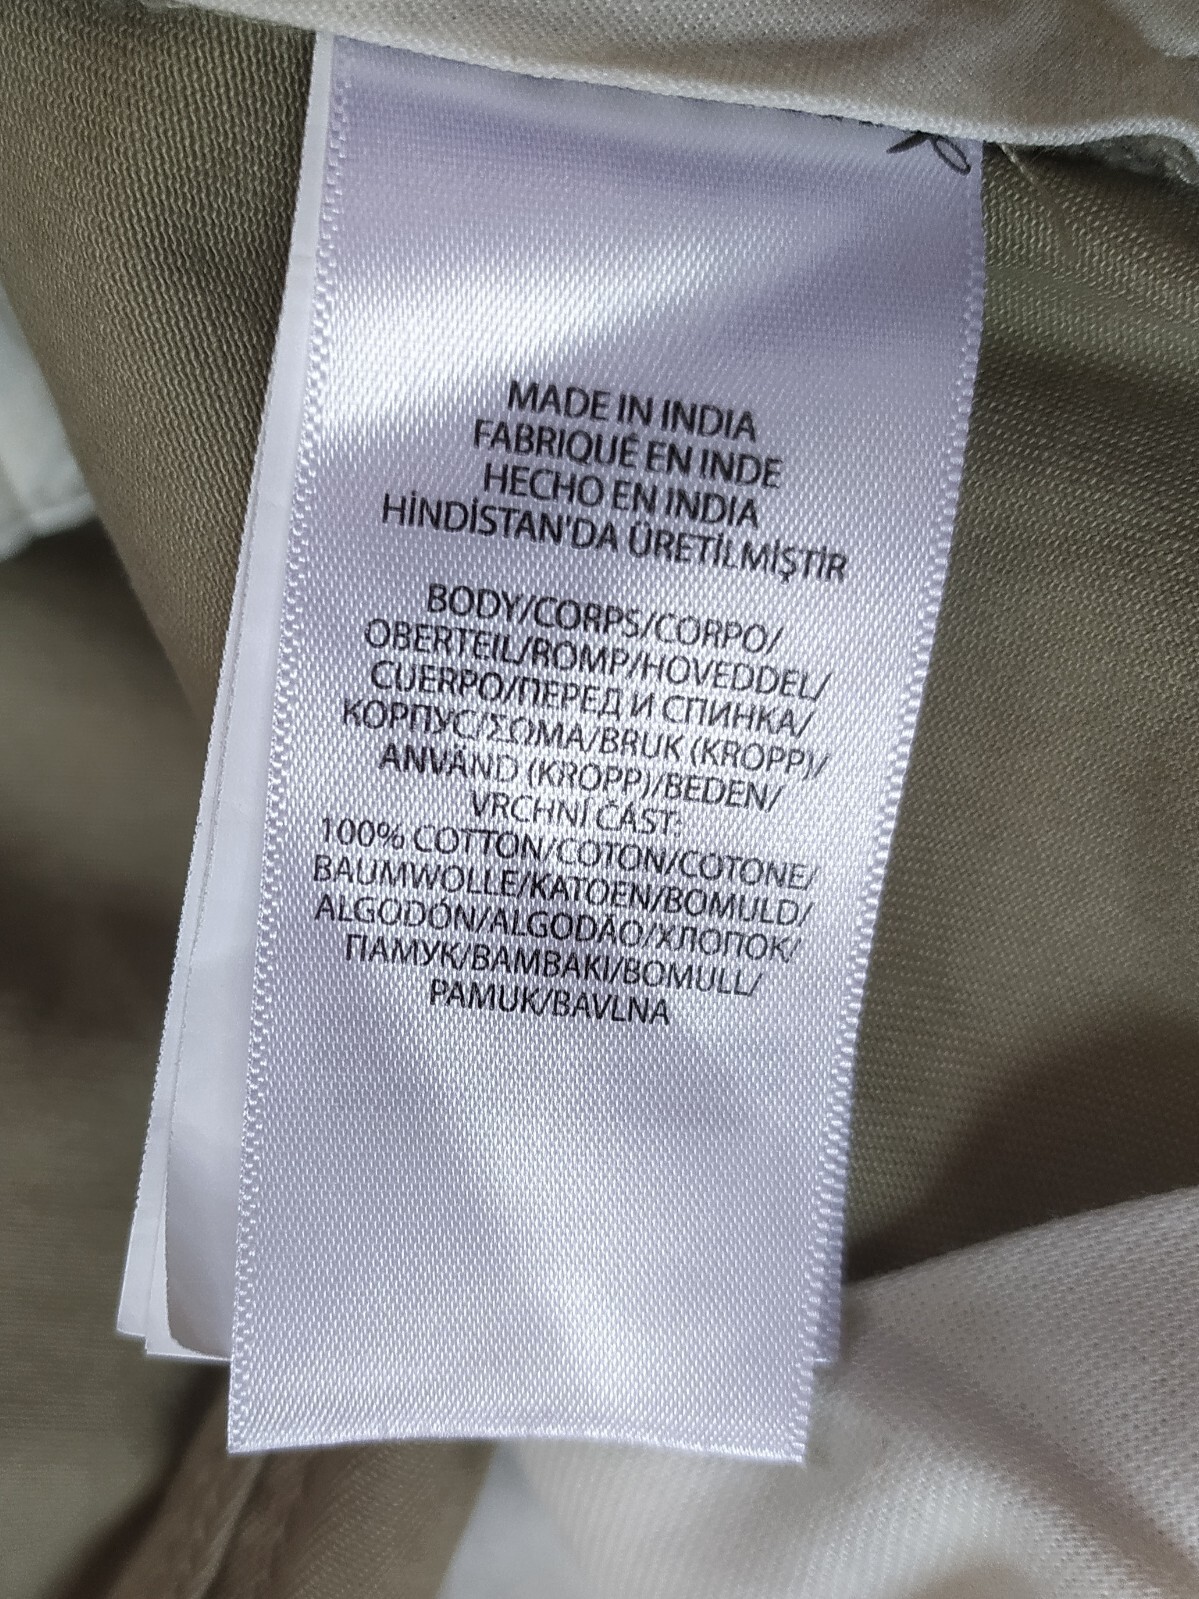 MADE IN INDIA
FABRIQUÉ EN INDE
HECHO EN INDIA
HİNDİSTAN'DA ÜRETİLMİŞTİR
BODY/CORPS/CORPO/
OBERTEIL/ROMP/HOVEDDEL/
CUERPO/ПЕРЕД И СПИНКА/
КОРПУС/ΣΩΜΑ/BRUK (KROPP)/
ANVÄND (KROPP)/BEDEN/
VRCHNÍ ČÁST:
100% COTTON/COTON/COTONE/
BAUMWOLLE/KATOEN/BOMULD/
ALGODÓN/ALGODÃO/ХЛОПОК/
ПАМУК/BAMBAKI/BOMULL/
PAMUK/BAVLNA